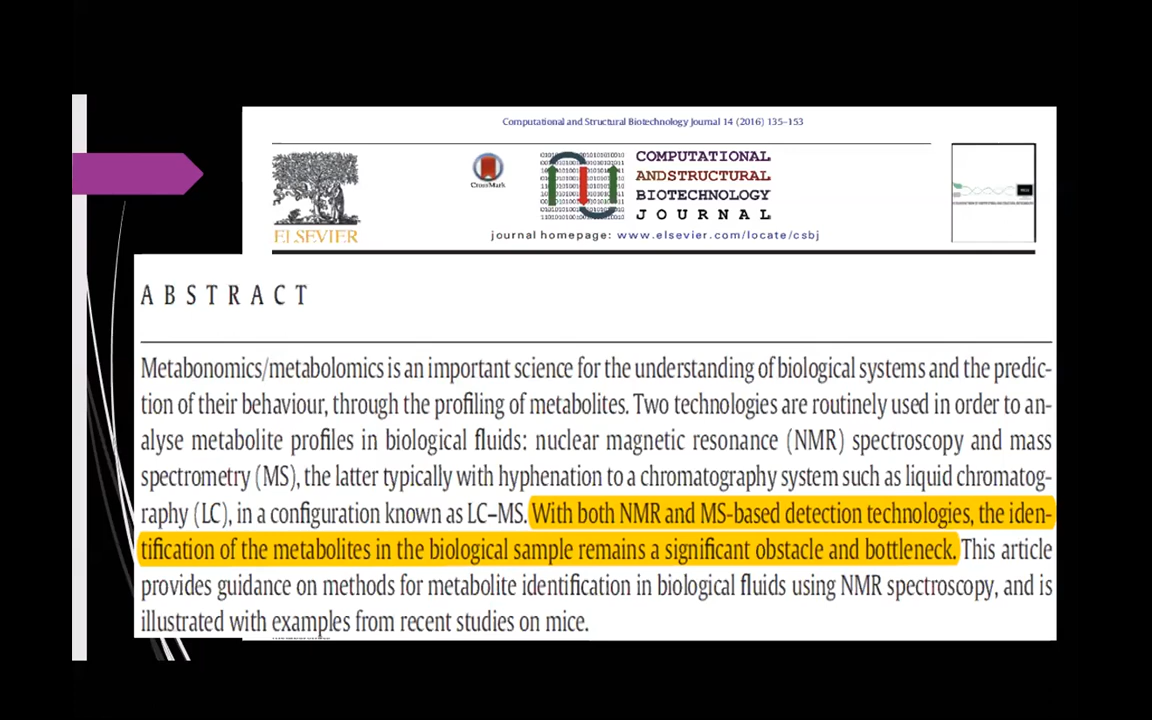 Computational and Structural Biotechnology Journal 14 (2016) 135–153
CrossMark
COMPUTATIONAL
ANDSTRUCTURAL
BIOTECHNOLOGY
JOURNAL
ELSEVIER
journal homepage: www.elsevier.com/locate/csbj
ABSTRACT
Metabonomics/metabolomics is an important science for the understanding of biological systems and the predic-
tion of their behaviour, through the profiling of metabolites. Two technologies are routinely used in order to an-
alyse metabolite profiles in biological fluids: nuclear magnetic resonance (NMR) spectroscopy and mass
spectrometry (MS), the latter typically with hyphenation to a chromatography system such as liquid chromatog-
raphy (LC), in a configuration known as LC–MS. With both NMR and MS-based detection technologies, the iden-
tification of the metabolites in the biological sample remains a significant obstacle and bottleneck. This article
provides guidance on methods for metabolite identification in biological fluids using NMR spectroscopy, and is
illustrated with examples from recent studies on mice.